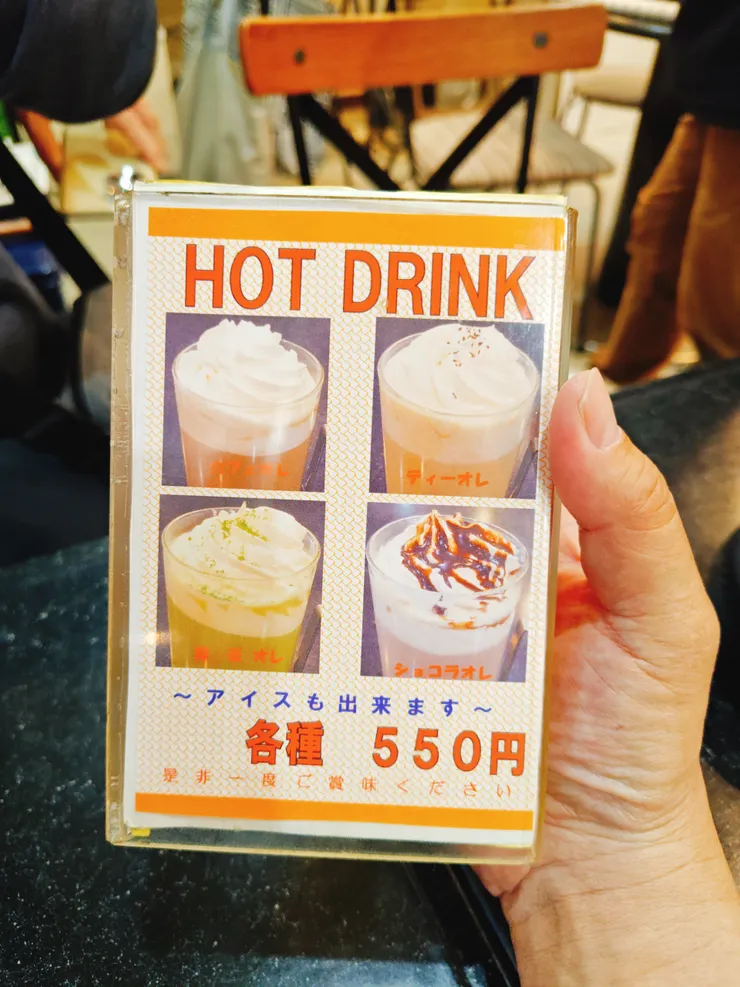 HOT DRINK
ティーオレ
オレ
ショコラオレ
～アイスも出来ます～
各種 550円
是非一度ご賞味ください